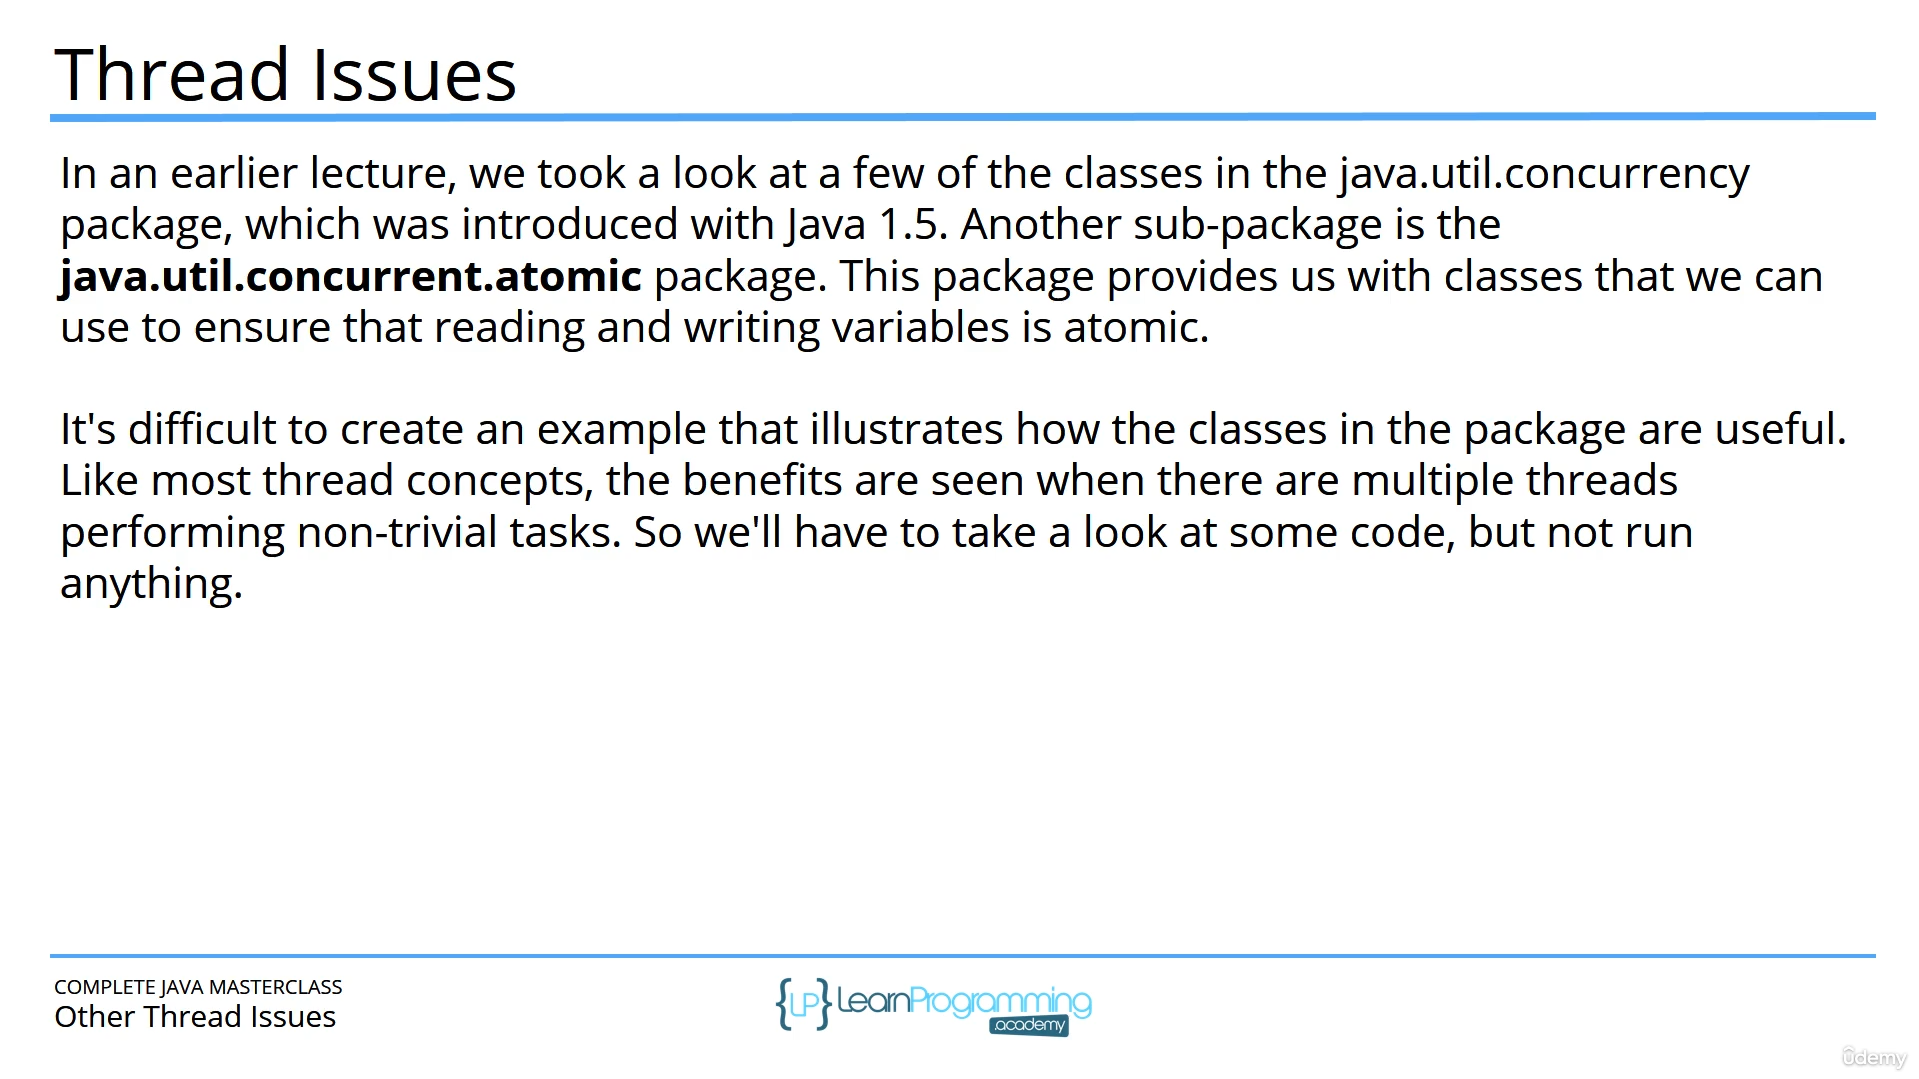 Thread Issues
In an earlier lecture, we took a look at a few of the classes in the java.util.concurrency
package, which was introduced with Java 1.5. Another sub-package is the
java.util.concurrent.atomic package. This package provides us with classes that we can
use to ensure that reading and writing variables is atomic.
It's difficult to create an example that illustrates how the classes in the package are useful.
Like most thread concepts, the benefits are seen when there are multiple threads
performing non-trivial tasks. So we'll have to take a look at some code, but not run
anything.
COMPLETE JAVA MASTERCLASS
Other Thread Issues
{LP} LearnProgramming
.academy
ûdemy